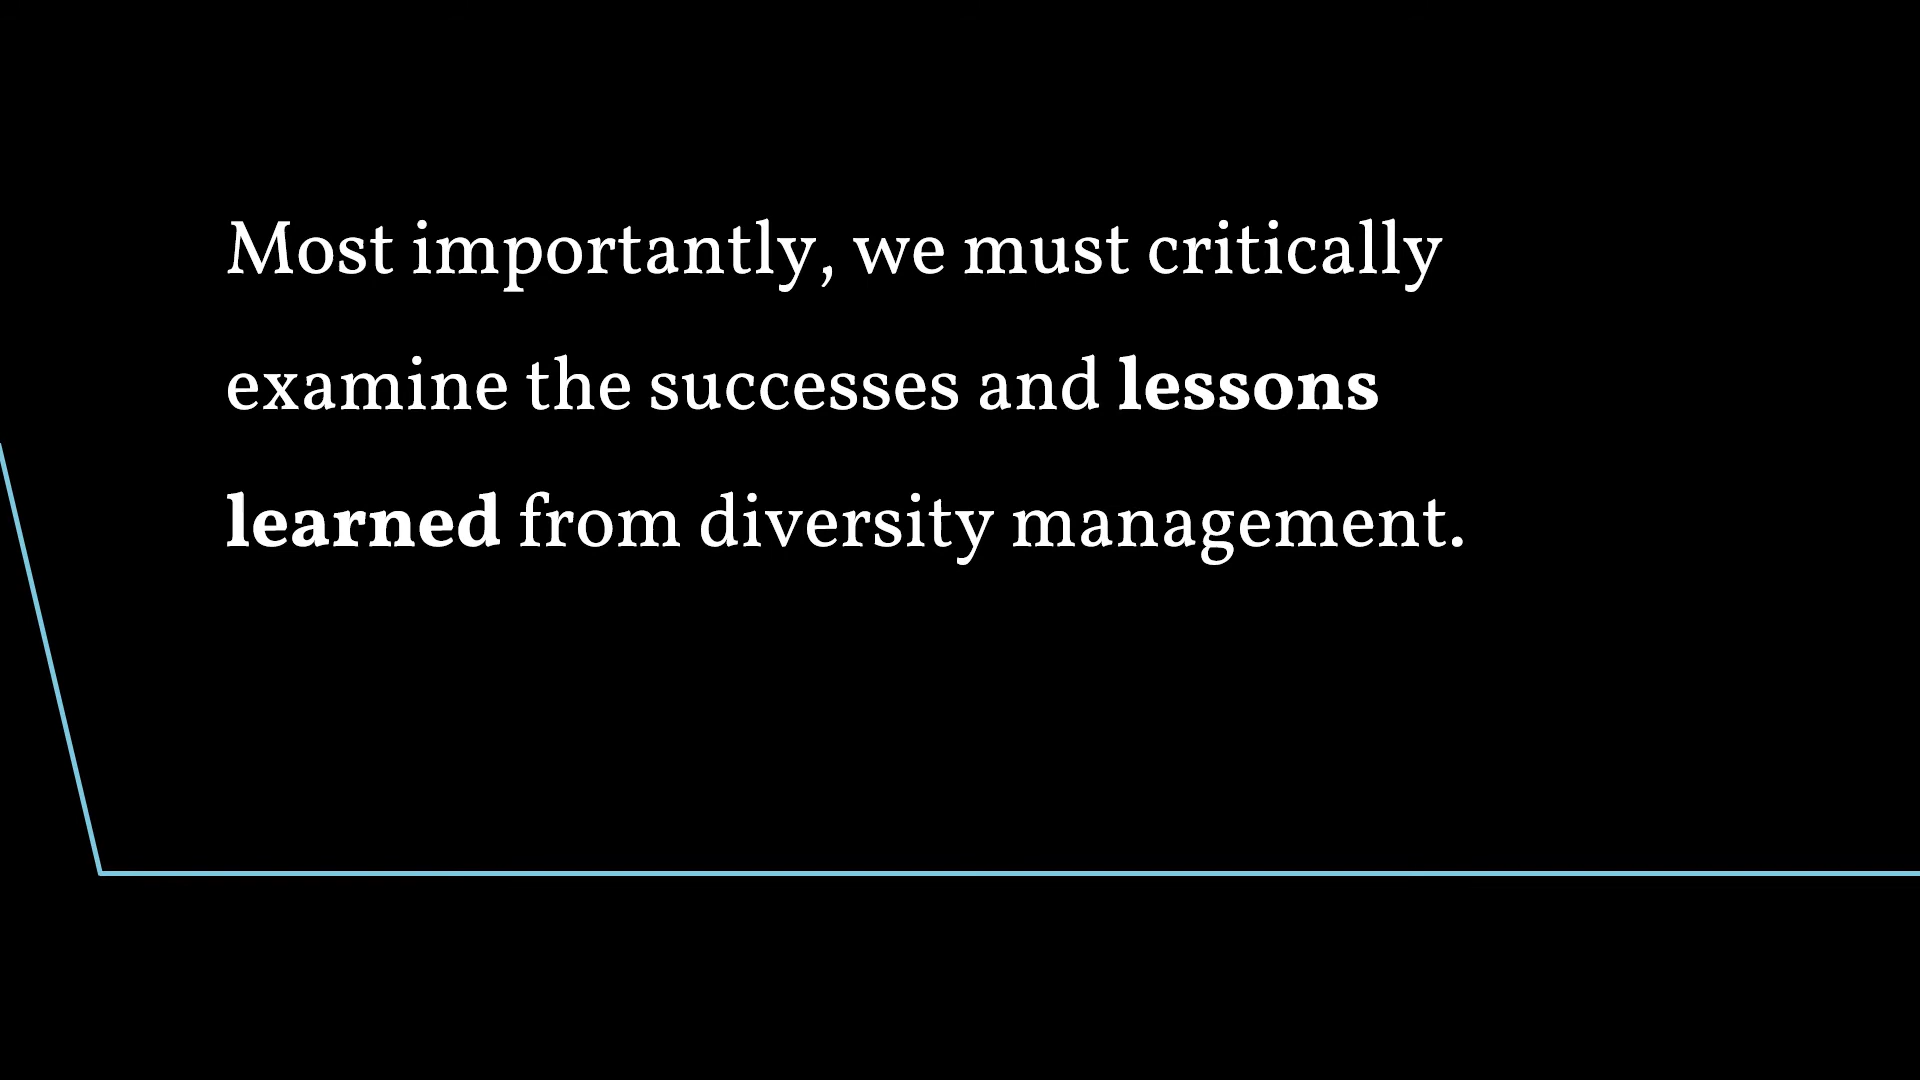 Most importantly, we must critically
examine the successes and lessons
learned from diversity management.